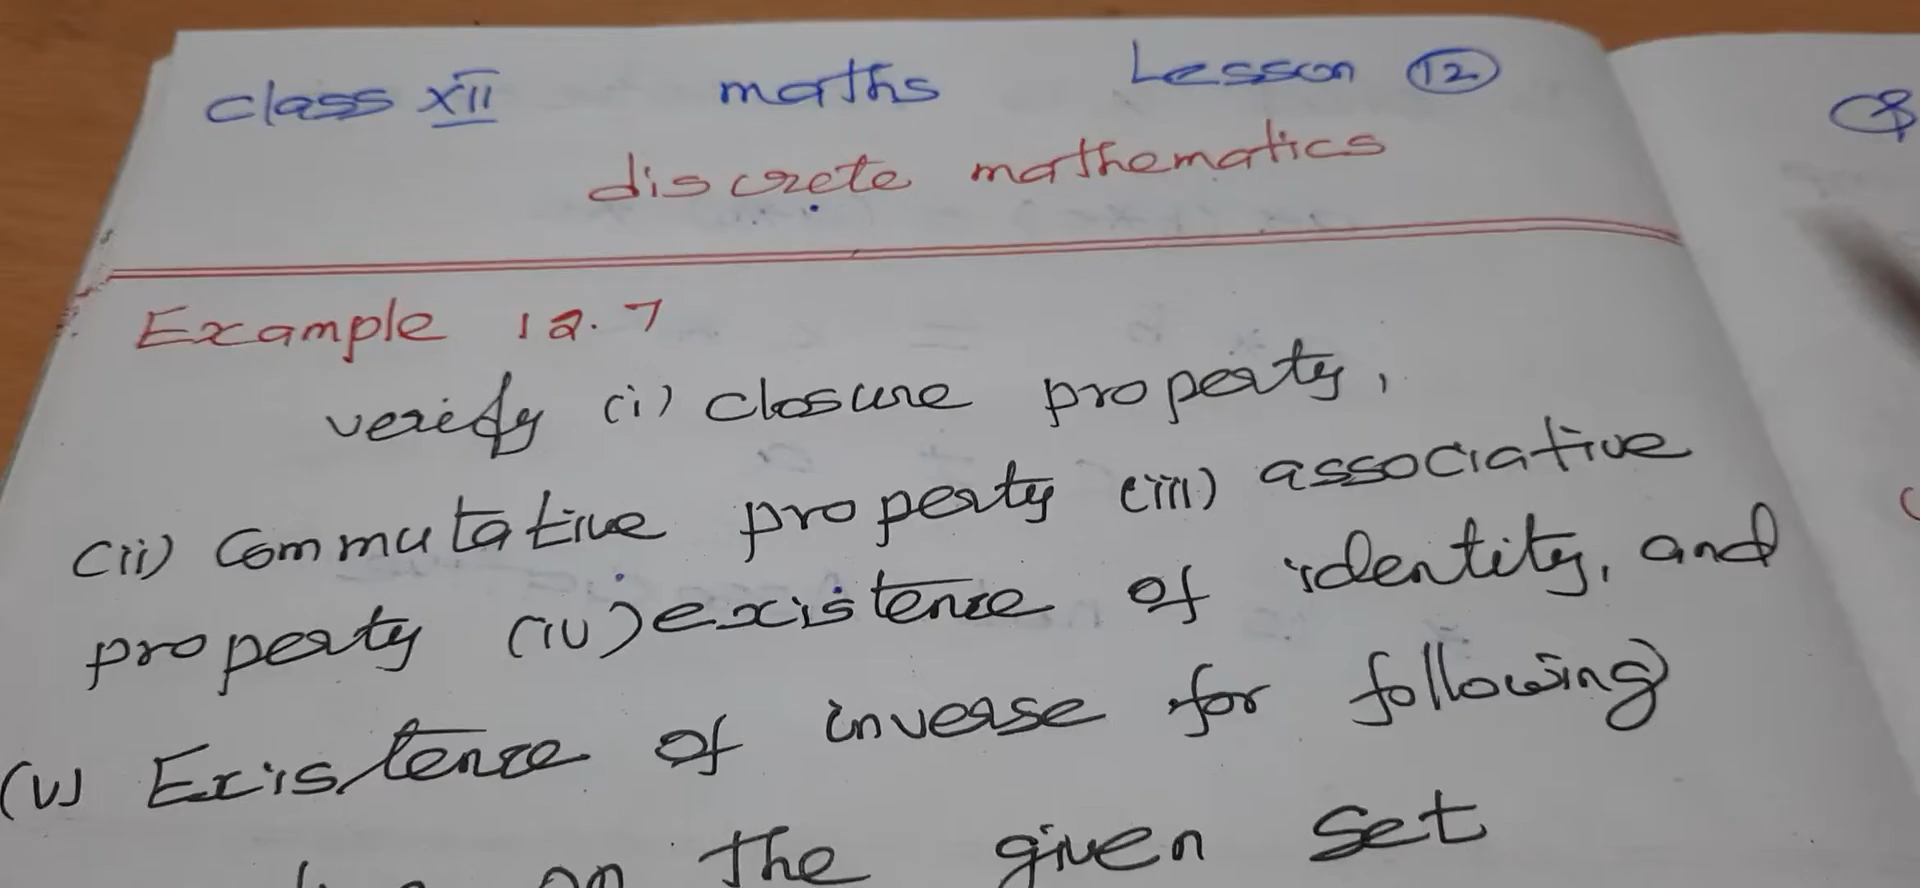 class XII maths Lesson 12
discrete mathematics
Example 12.7
verify (i) closure property,
(ii) Commutative property (iii) associative
property (iv) existence of identity, and
(v) Existence of inverse for following
on the given set